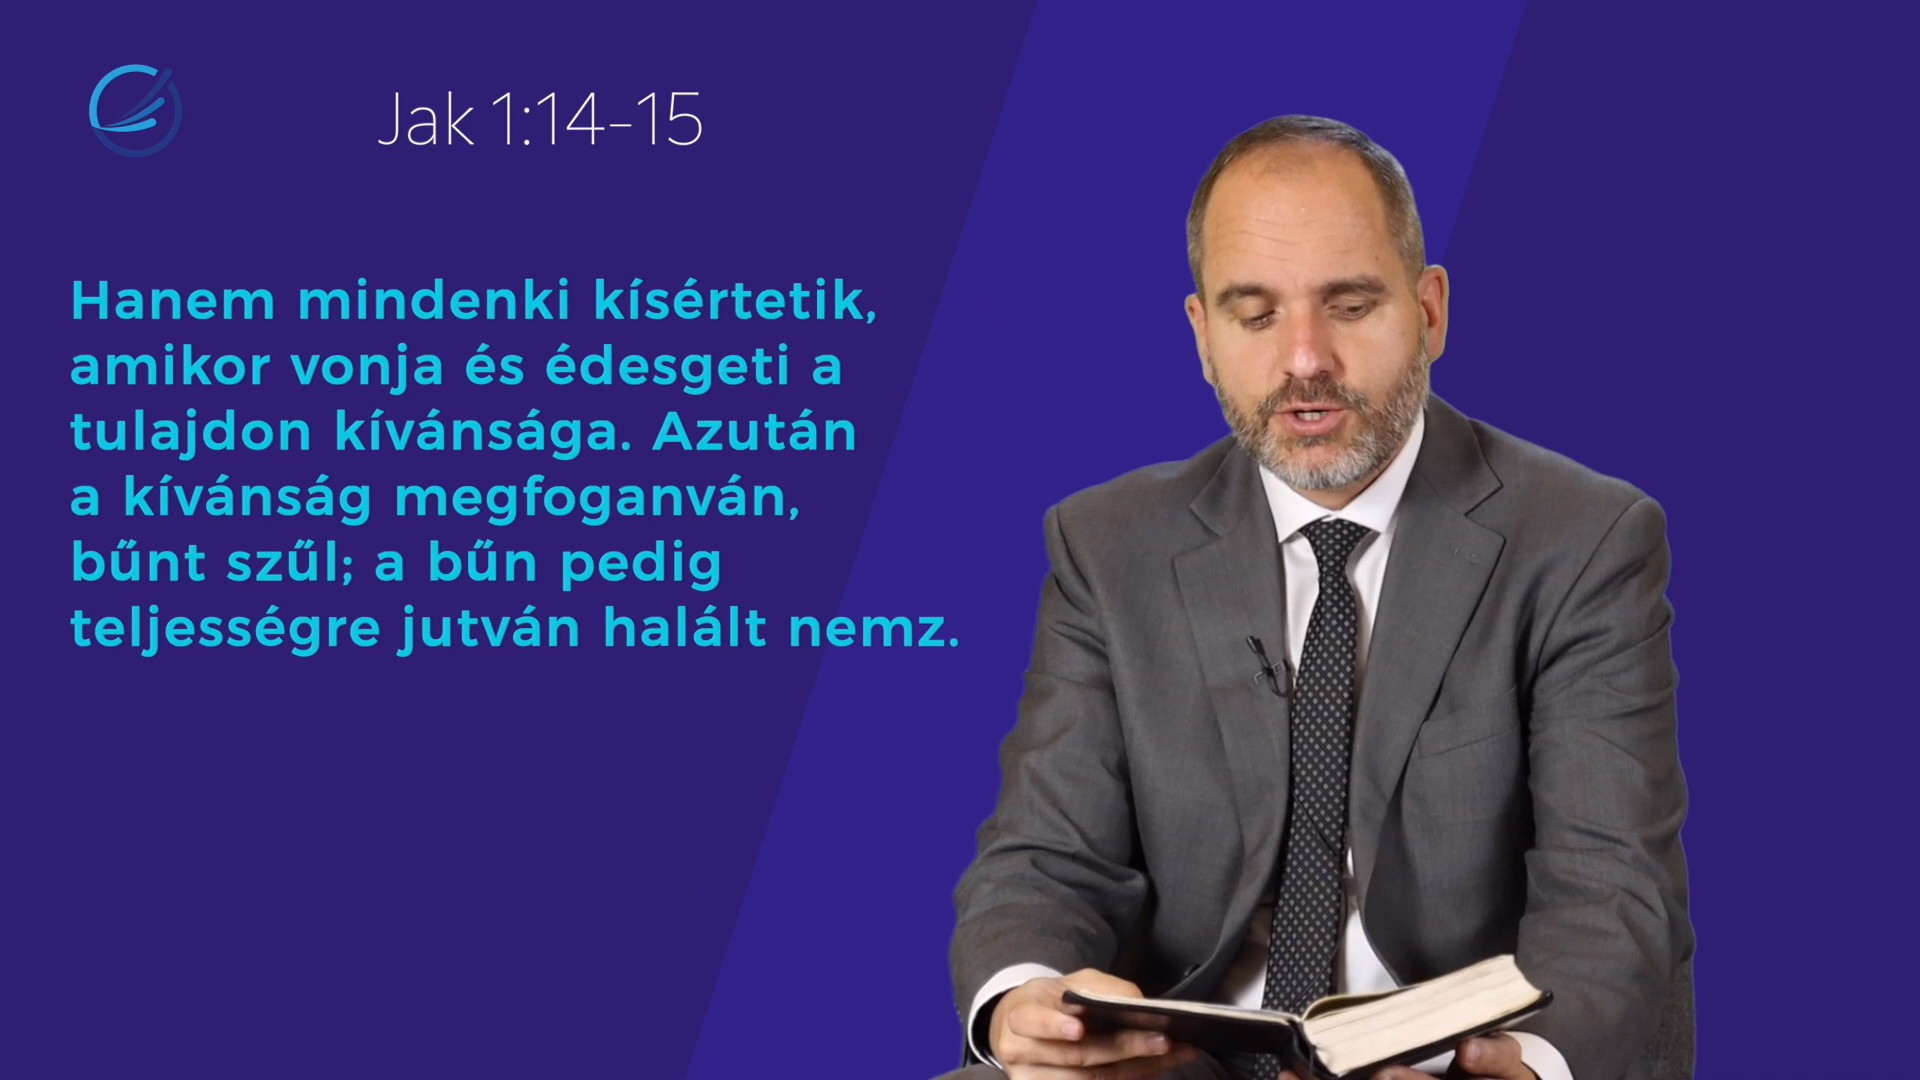 Jak 1:14-15
Hanem mindenki kísértetik,
amikor vonja és édesgeti a
tulajdon kívánsága. Azután
a kívánság megfoganván,
bűnt szűl; a bűn pedig
teljességre jutván halált nemz.